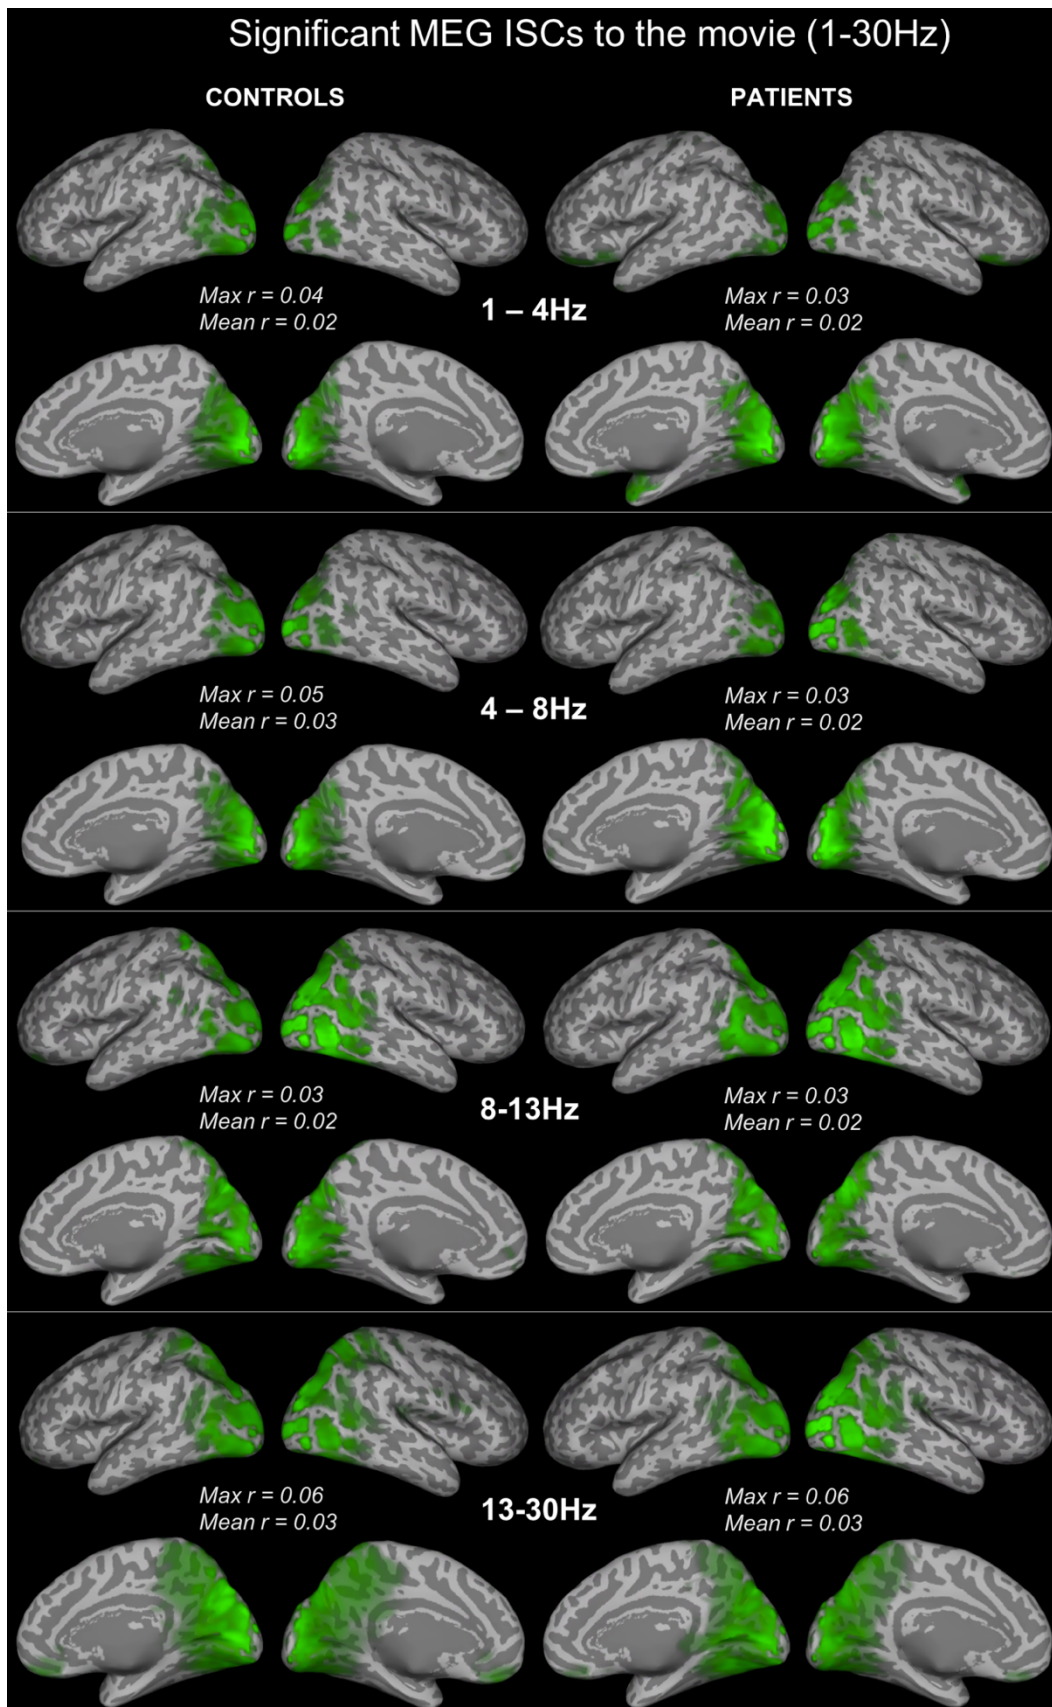 Significant MEG ISCs to the movie (1-30Hz)
CONTROLS
PATIENTS
Max r = 0.04
Mean r = 0.02
1 – 4Hz
Max r = 0.03
Mean r = 0.02
Max r = 0.05
Mean r = 0.03
4 – 8Hz
Max r = 0.03
Mean r = 0.02
Max r = 0.03
Mean r = 0.02
8-13Hz
Max r = 0.03
Mean r = 0.02
Max r = 0.06
Mean r = 0.03
13-30Hz
Max r = 0.06
Mean r = 0.03